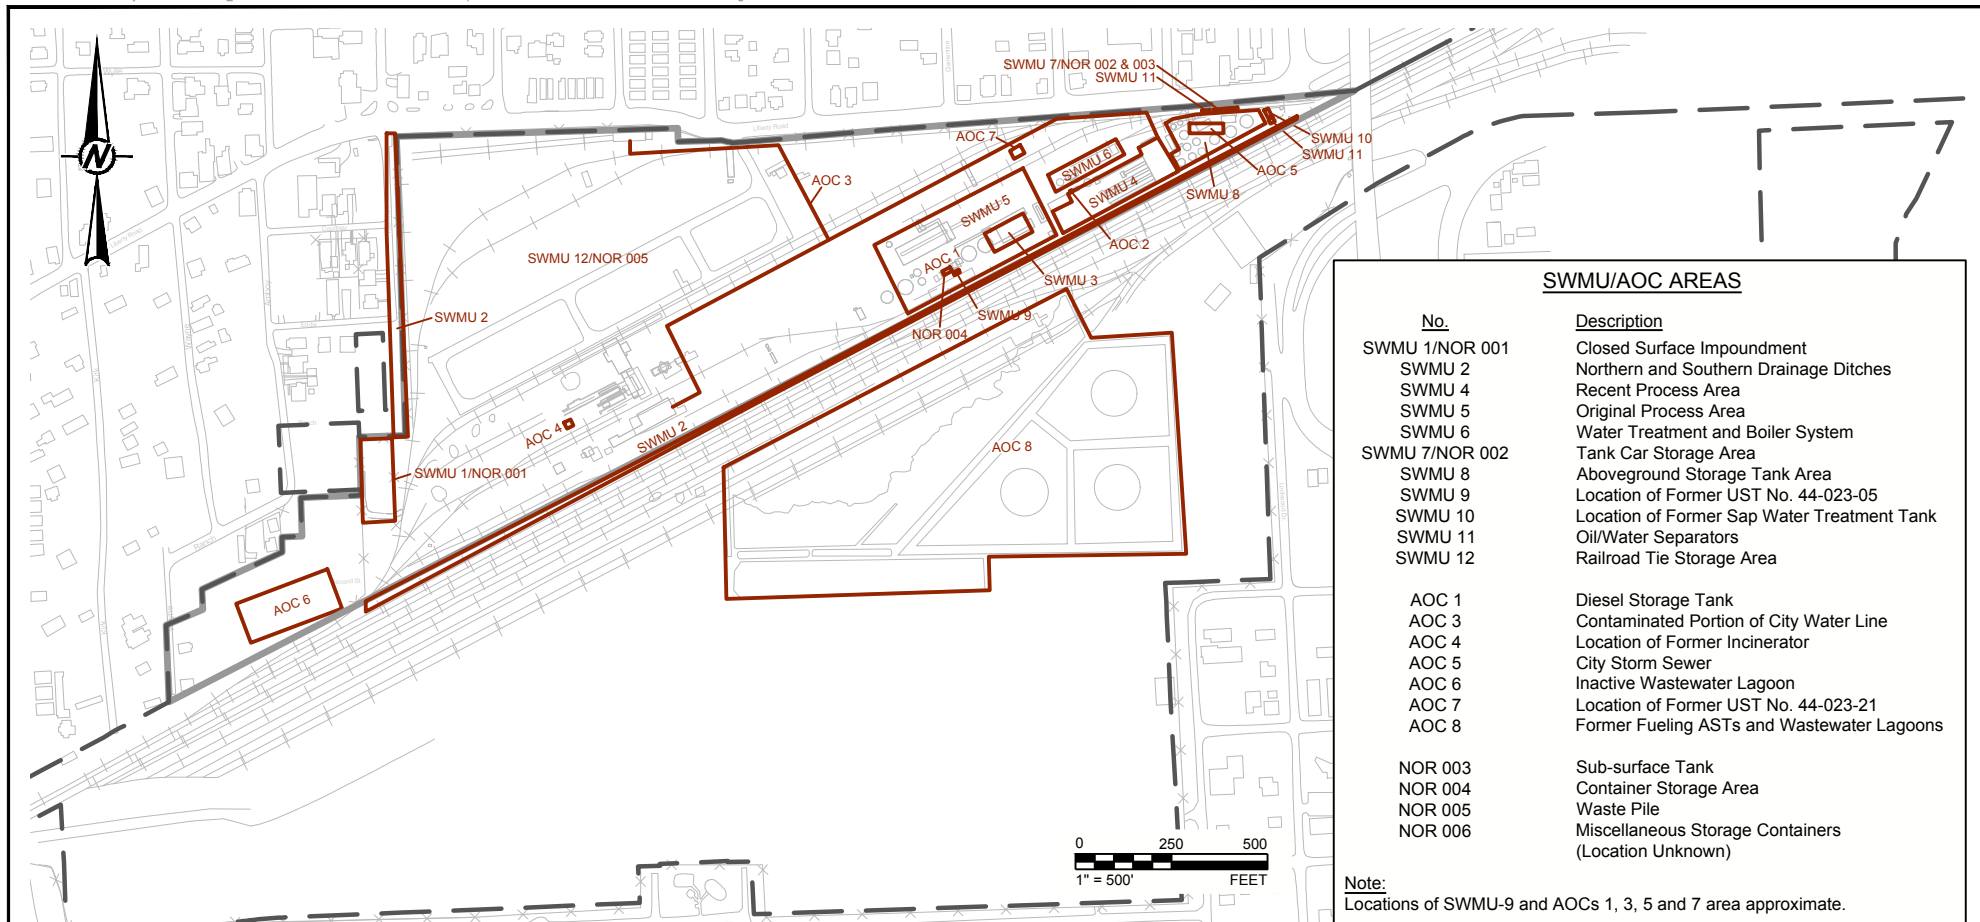 SWMU 7/NOR 002 & 003
SWMU 11
Liberty Road
AOC 7
SWMU 10
SWMU 11
SWMU 6
AOC 5
AOC 3
SWMU 4
SWMU 8
SWMU 5
AOC 2
SWMU 12/NOR 005
AOC 1
SWMU 3
SWMU 2
SWMU 9
NOR 004
AOC 4
SWMU 2
AOC 8
SWMU 1/NOR 001
AOC 6
N
Liberty Road
SWMU/AOC AREAS
No. Description
SWMU 1/NOR 001 Closed Surface Impoundment
SWMU 2 Northern and Southern Drainage Ditches
SWMU 4 Recent Process Area
SWMU 5 Original Process Area
SWMU 6 Water Treatment and Boiler System
SWMU 7/NOR 002 Tank Car Storage Area
SWMU 8 Aboveground Storage Tank Area
SWMU 9 Location of Former UST No. 44-023-05
SWMU 10 Location of Former Sap Water Treatment Tank
SWMU 11 Oil/Water Separators
SWMU 12 Railroad Tie Storage Area
AOC 1 Diesel Storage Tank
AOC 3 Contaminated Portion of City Water Line
AOC 4 Location of Former Incinerator
AOC 5 City Storm Sewer
AOC 6 Inactive Wastewater Lagoon
AOC 7 Location of Former UST No. 44-023-21
AOC 8 Former Fueling ASTs and Wastewater Lagoons
NOR 003 Sub-surface Tank
NOR 004 Container Storage Area
NOR 005 Waste Pile
NOR 006 Miscellaneous Storage Containers
(Location Unknown)
0 250 500
1" = 500' FEET
Note:
Locations of SWMU-9 and AOCs 1, 3, 5 and 7 area approximate.